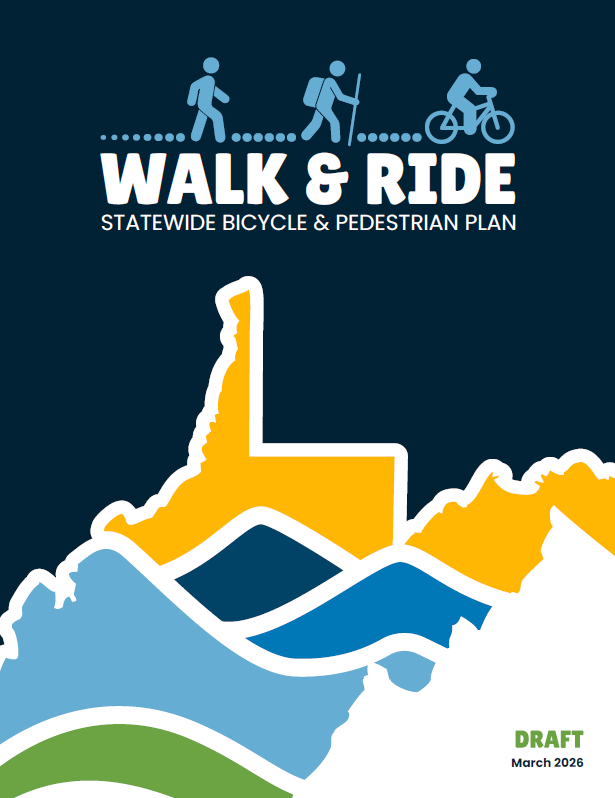 WALK & RIDE
STATEWIDE BICYCLE & PEDESTRIAN PLAN
DRAFT
March 2026